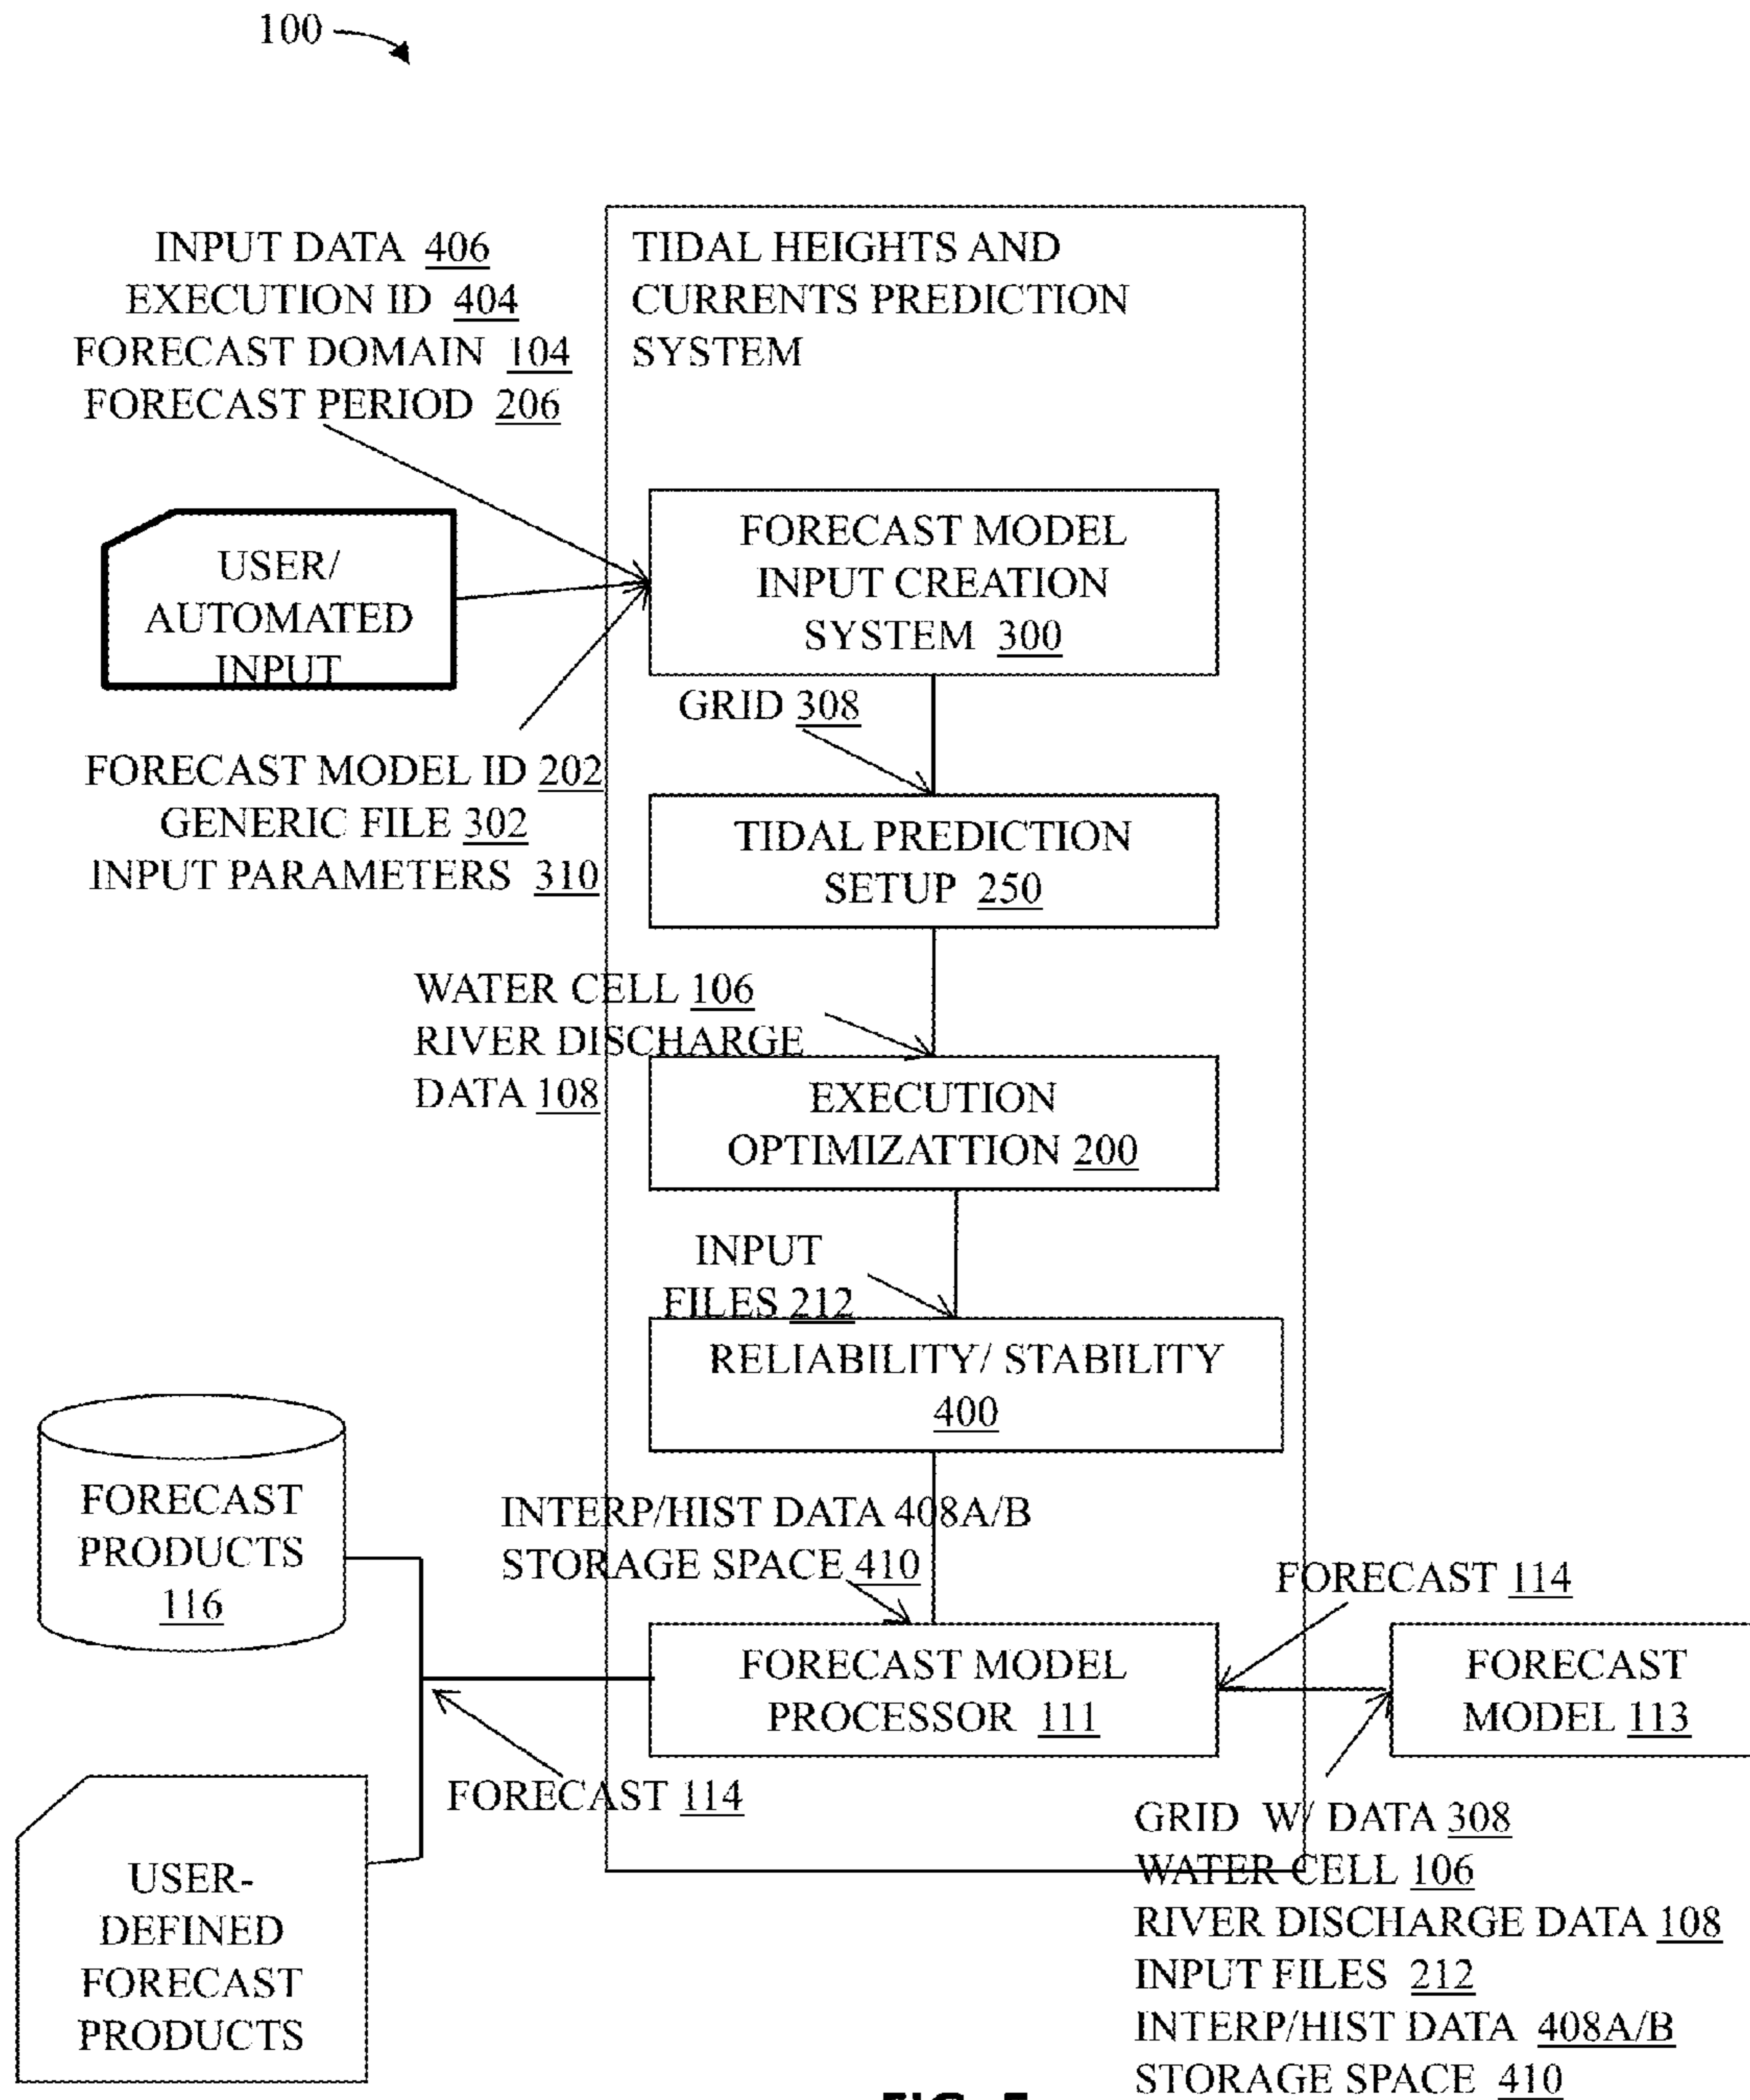 100
INPUT DATA 406
EXECUTION ID 404
FORECAST DOMAIN 104
FORECAST PERIOD 206
TIDAL HEIGHTS AND
CURRENTS PREDICTION
SYSTEM
USER/
AUTOMATED
INPUT
FORECAST MODEL
INPUT CREATION
SYSTEM 300
GRID 308
FORECAST MODEL ID 202
GENERIC FILE 302
INPUT PARAMETERS 310
TIDAL PREDICTION
SETUP 250
WATER CELL 106
RIVER DISCHARGE
DATA 108
EXECUTION
OPTIMIZATTION 200
INPUT
FILES 212
RELIABILITY/ STABILITY
400
FORECAST
PRODUCTS
116
INTERP/HIST DATA 408A/B
STORAGE SPACE 410
FORECAST 114
FORECAST MODEL
PROCESSOR 111
FORECAST
MODEL 113
FORECAST 114
USER-
DEFINED
FORECAST
PRODUCTS
GRID W/ DATA 308
WATER CELL 106
RIVER DISCHARGE DATA 108
INPUT FILES 212
INTERP/HIST DATA 408A/B
STORAGE SPACE 410